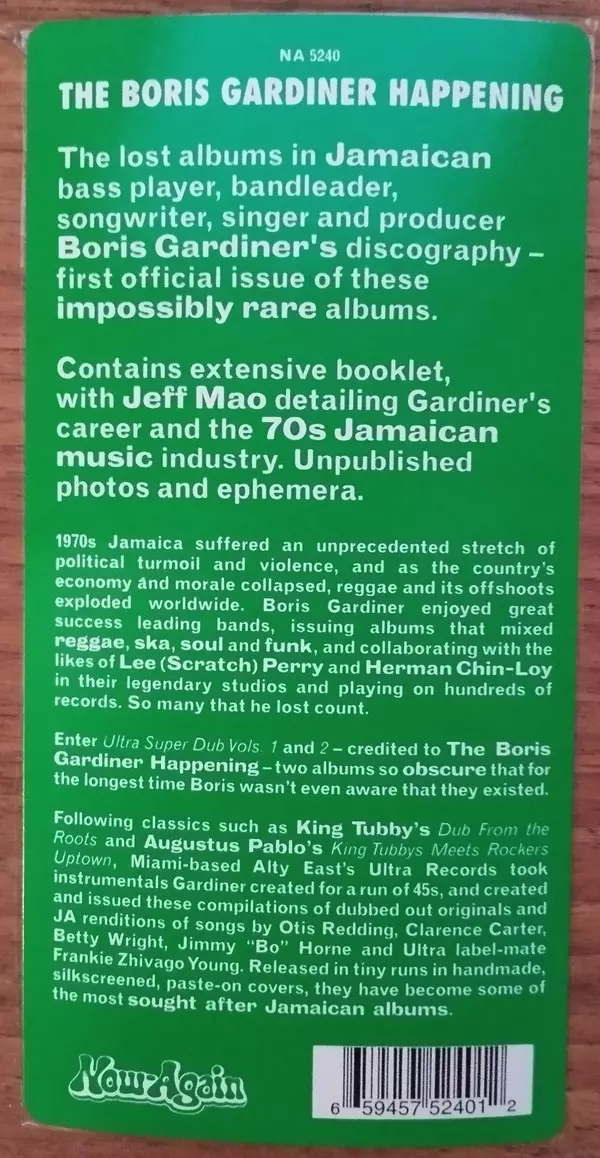 NA 5240
THE BORIS GARDINER HAPPENING
The lost albums in Jamaican
bass player, bandleader,
songwriter, singer and producer
Boris Gardiner's discography –
first official issue of these
impossibly rare albums.
Contains extensive booklet,
with Jeff Mao detailing Gardiner's
career and the 70s Jamaican
music industry. Unpublished
photos and ephemera.
1970s Jamaica suffered an unprecedented stretch of
political turmoil and violence, and as the country's
economy and morale collapsed, reggae and its offshoots
exploded worldwide. Boris Gardiner enjoyed great
success leading bands, issuing albums that mixed
reggae, ska, soul and funk, and collaborating with the
likes of Lee (Scratch) Perry and Herman Chin-Loy
in their legendary studios and playing on hundreds of
records. So many that he lost count.
Enter Ultra Super Dub Vols. 1 and 2 – credited to The Boris
Gardiner Happening – two albums so obscure that for
the longest time Boris wasn't even aware that they existed.
Following classics such as King Tubby's Dub From the
Roots and Augustus Pablo's King Tubbys Meets Rockers
Uptown, Miami-based Alty East's Ultra Records took
instrumentals Gardiner created for a run of 45s, and created
and issued these compilations of dubbed out originals and
JA renditions of songs by Otis Redding, Clarence Carter,
Betty Wright, Jimmy "Bo" Horne and Ultra label-mate
Frankie Zhivago Young. Released in tiny runs in handmade,
silkscreened, paste-on covers, they have become some of
the most sought after Jamaican albums.
Now-Again
6 59457 52401 2